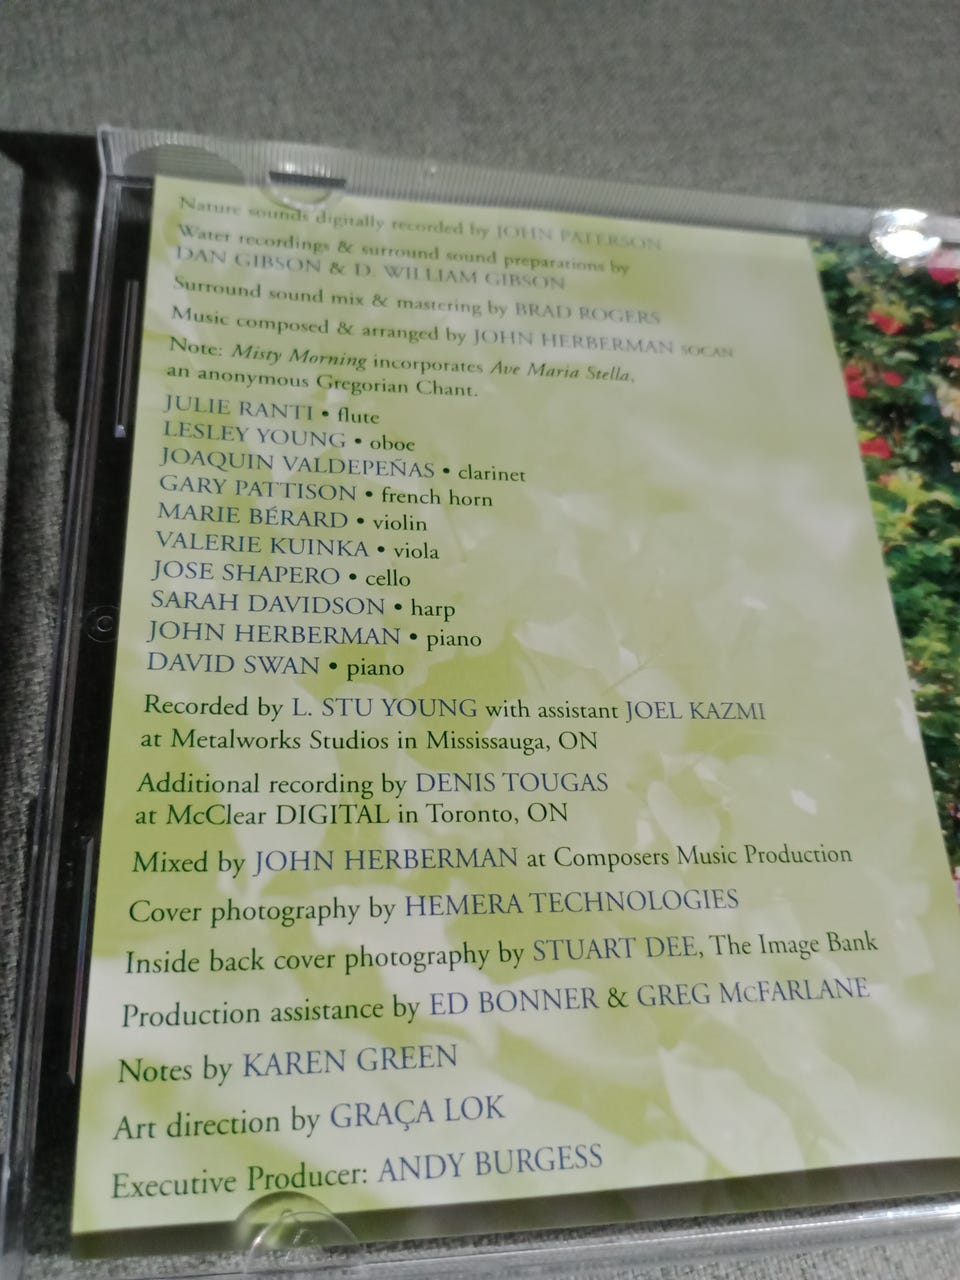 Nature sounds digitally recorded by JOHN PATERSON
Water recordings & surround sound preparations by
DAN GIBSON & D. WILLIAM GIBSON
Surround sound mix & mastering by BRAD ROGERS
Music composed & arranged by JOHN HERBERMAN SOCAN
Note: Misty Morning incorporates Ave Maria Stella,
an anonymous Gregorian Chant.
JULIE RANTI • flute
LESLEY YOUNG • oboe
JOAQUIN VALDEPEÑAS • clarinet
GARY PATTISON • french horn
MARIE BÉRARD • violin
VALERIE KUINKA • viola
JOSE SHAPERO • cello
SARAH DAVIDSON • harp
JOHN HERBERMAN • piano
DAVID SWAN • piano
Recorded by L. STU YOUNG with assistant JOEL KAZMI
at Metalworks Studios in Mississauga, ON
Additional recording by DENIS TOUGAS
at McClear DIGITAL in Toronto, ON
Mixed by JOHN HERBERMAN at Composers Music Production
Cover photography by HEMERA TECHNOLOGIES
Inside back cover photography by STUART DEE, The Image Bank
Production assistance by ED BONNER & GREG McFARLANE
Notes by KAREN GREEN
Art direction by GRAÇA LOK
Executive Producer: ANDY BURGESS